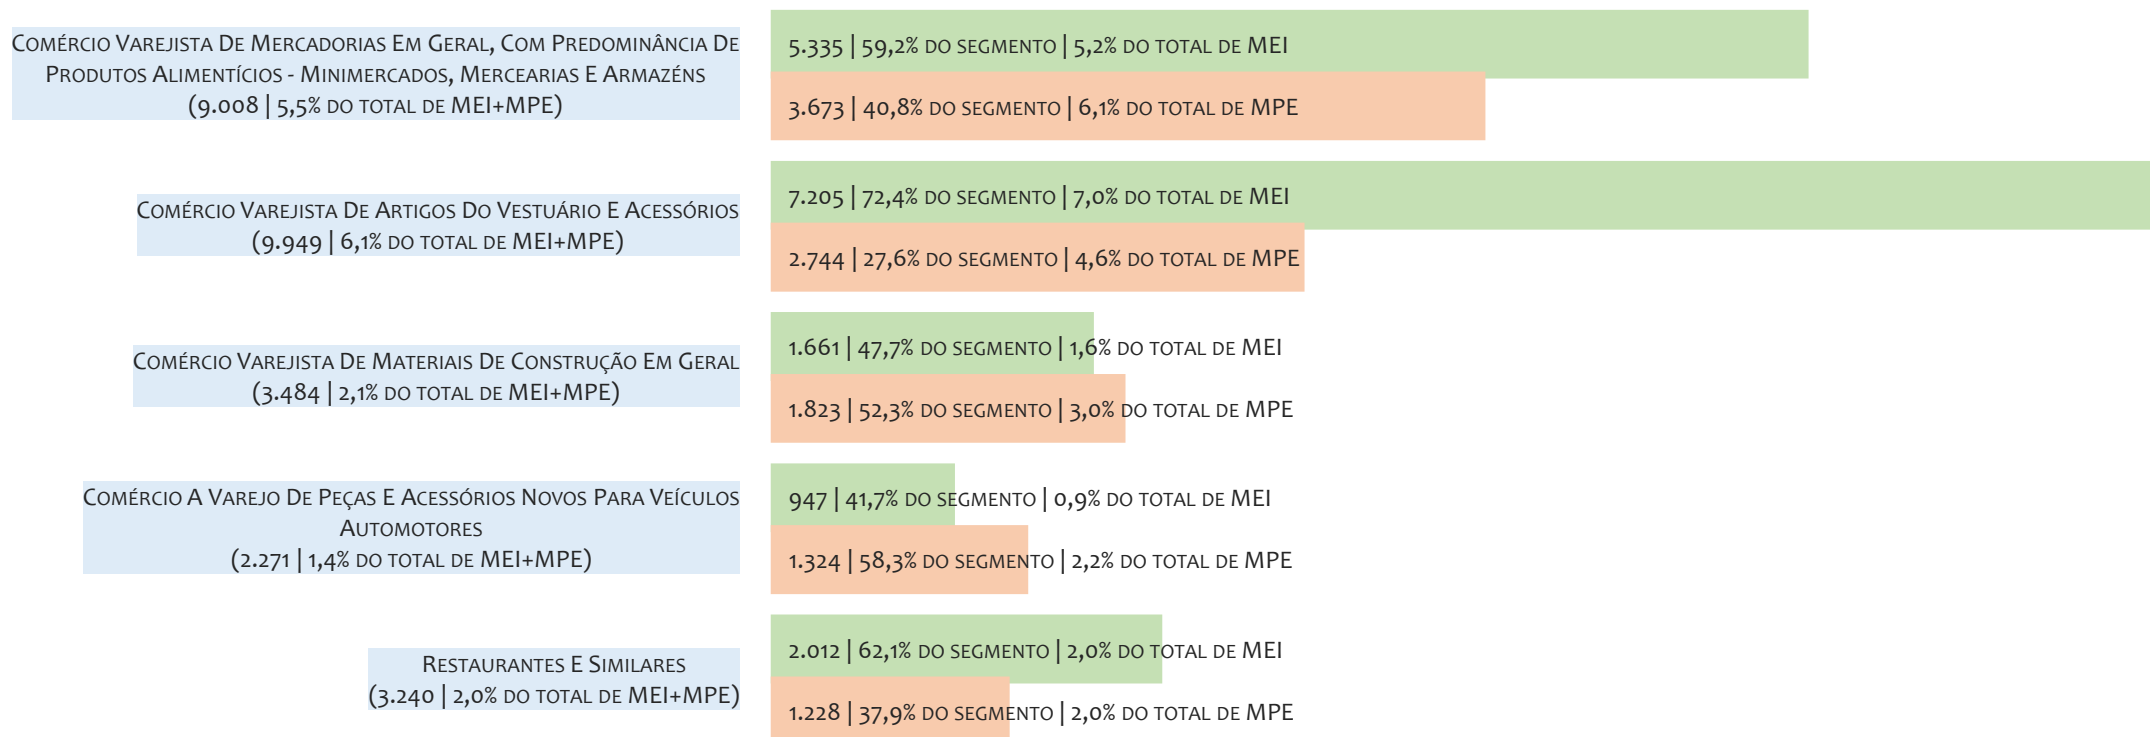 Comércio Varejista De Mercadorias Em Geral, Com Predominância De
Produtos Alimentícios - Minimercados, Mercearias E Armazéns
(9.008 | 5,5% do total de MEI+MPE)
5.335 | 59,2% do segmento | 5,2% do total de MEI
3.673 | 40,8% do segmento | 6,1% do total de MPE
Comércio Varejista De Artigos Do Vestuário E Acessórios
(9.949 | 6,1% do total de MEI+MPE)
7.205 | 72,4% do segmento | 7,0% do total de MEI
2.744 | 27,6% do segmento | 4,6% do total de MPE
Comércio Varejista De Materiais De Construção Em Geral
(3.484 | 2,1% do total de MEI+MPE)
1.661 | 47,7% do segmento | 1,6% do total de MEI
1.823 | 52,3% do segmento | 3,0% do total de MPE
Comércio A Varejo De Peças E Acessórios Novos Para Veículos
Automotores
(2.271 | 1,4% do total de MEI+MPE)
947 | 41,7% do segmento | 0,9% do total de MEI
1.324 | 58,3% do segmento | 2,2% do total de MPE
Restaurantes E Similares
(3.240 | 2,0% do total de MEI+MPE)
2.012 | 62,1% do segmento | 2,0% do total de MEI
1.228 | 37,9% do segmento | 2,0% do total de MPE